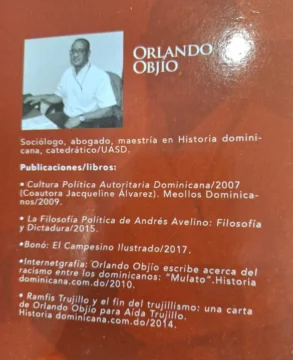 ORLANDO
OBJÍO
Sociólogo, abogado, maestría en Historia domini-
cana, catedrático/UASD.
Publicaciones/libros:
• Cultura Política Autoritaria Dominicana/2007
(Coautora Jacqueline Álvarez). Meollos Dominica-
nos/2009.
• La Filosofía Política de Andrés Avelino: Filosofía
y Dictadura/2015.
•Bonó: El Campesino Ilustrado/2017.
•Internetgrafía: Orlando Objío escribe acerca del
racismo entre los dominicanos: "Mulato".Historia
dominicana.com.do/2010.
• Ramfis Trujillo y el fin del trujillismo: una carta
de Orlando Objío para Aída Trujillo.
Historia dominicana.com.do/2014.